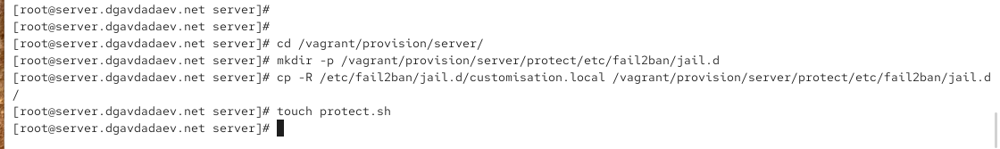 [root@server.dgavdadaev.net server]#
[root@server.dgavdadaev.net server]#
[root@server.dgavdadaev.net server]# cd /vagrant/provision/server/
[root@server.dgavdadaev.net server]# mkdir -p /vagrant/provision/server/protect/etc/fail2ban/jail.d
[root@server.dgavdadaev.net server]# cp -R /etc/fail2ban/jail.d/customisation.local /vagrant/provision/server/protect/etc/fail2ban/jail.d
/
[root@server.dgavdadaev.net server]# touch protect.sh
[root@server.dgavdadaev.net server]#